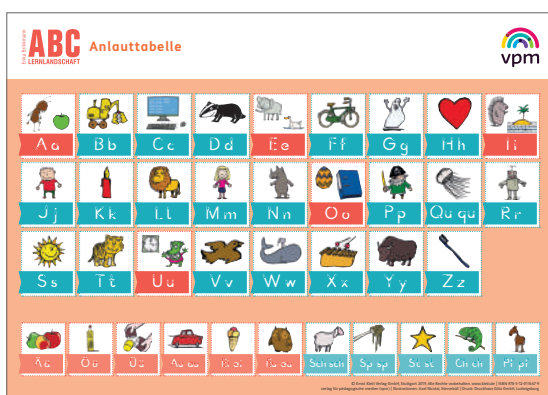 Erika Brinkmann
ABC
LERNLANDSCHAFT
Anlauttabelle
vpm
Aa Bb Cc Dd Ee Ff Gg Hh Ii
Jj Kk Ll Mm Nn Oo Pp Qu qu Rr
Ss Tt Uu Vv Ww Xx Yy Zz
Ää Öö Üü Au au Ei ei Eu eu Sch sch Sp sp St st Ch ch Pf pf